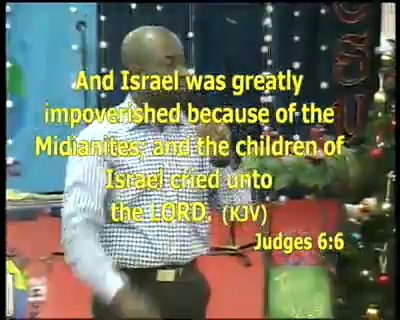 And Israel was greatly
impoverished because of the
Midianites; and the children of
Israel cried unto
the LORD. (KJV)
Judges 6:6